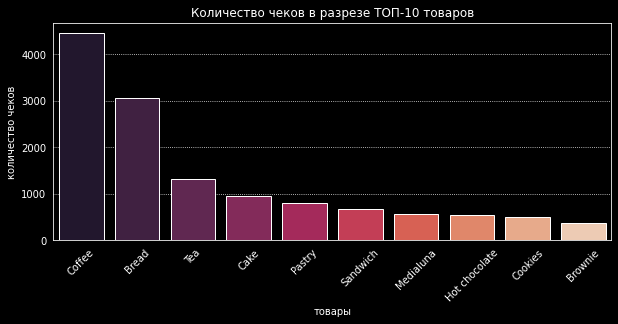 Количество чеков в разрезе ТОП-10 товаров
количество чеков
4000
3000
2000
1000
0
Coffee
Bread
Tea
Cake
Pastry
Sandwich
Medialuna
Hot chocolate
Cookies
Brownie
товары